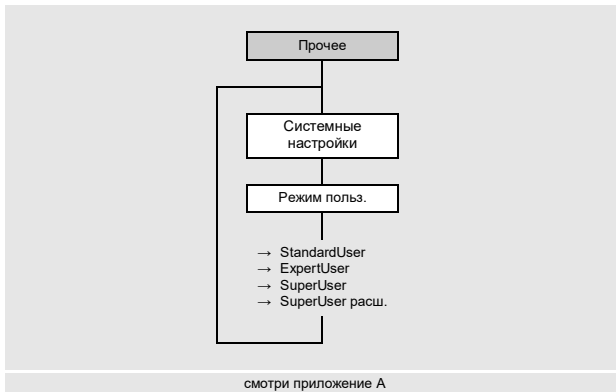 Прочее
Системные
настройки
Режим польз.
→ StandardUser
→ ExpertUser
→ SuperUser
→ SuperUser расш.
смотри приложение А